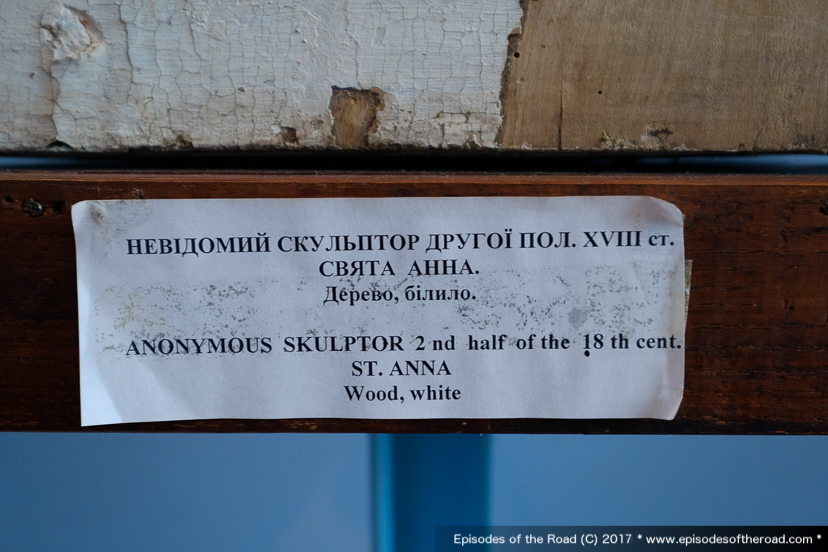 НЕВІДОМИЙ СКУЛЬПТОР ДРУГОЇ ПОЛ. XVIII ст.
СВЯТА АННА.
Дерево, білило.
ANONYMOUS SKULPTOR 2 nd half of the 18 th cent.
ST. ANNA
Wood, white
Episodes of the Road (C) 2017 * www.episodesoftheroad.com *